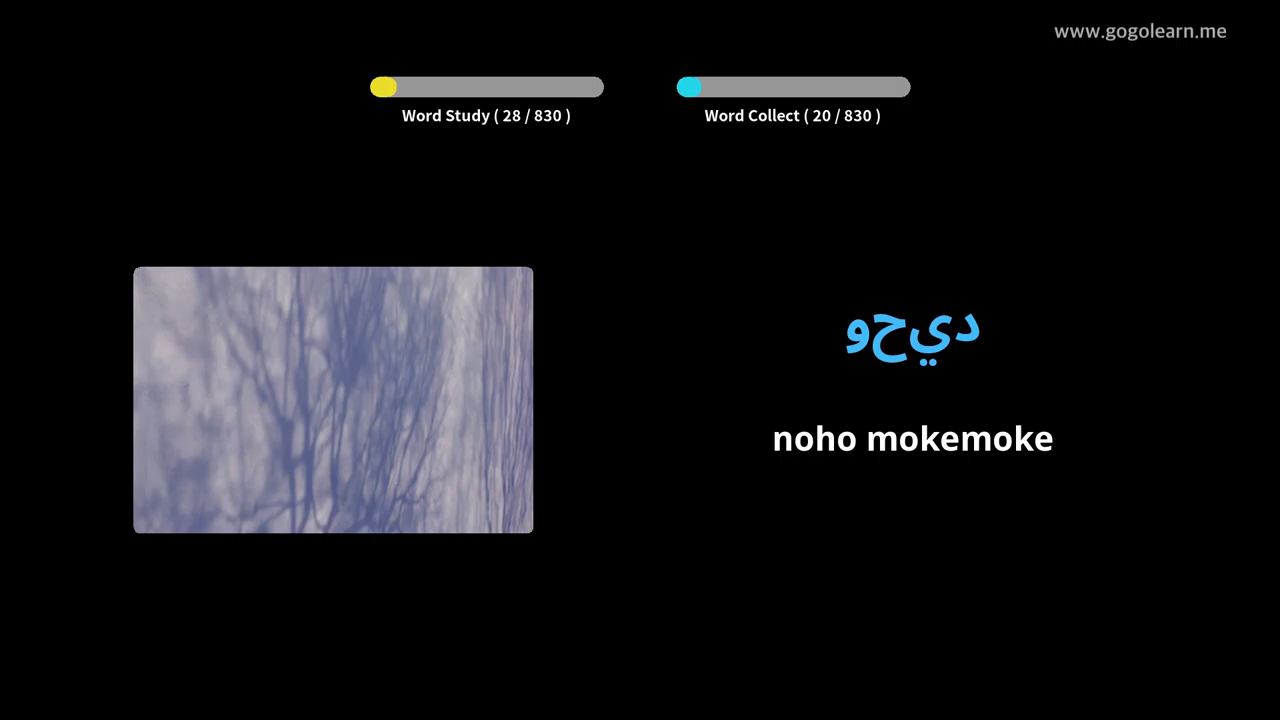 www.gogolearn.me
Word Study ( 28 / 830 )
Word Collect ( 20 / 830 )
ديحو
noho mokemoke